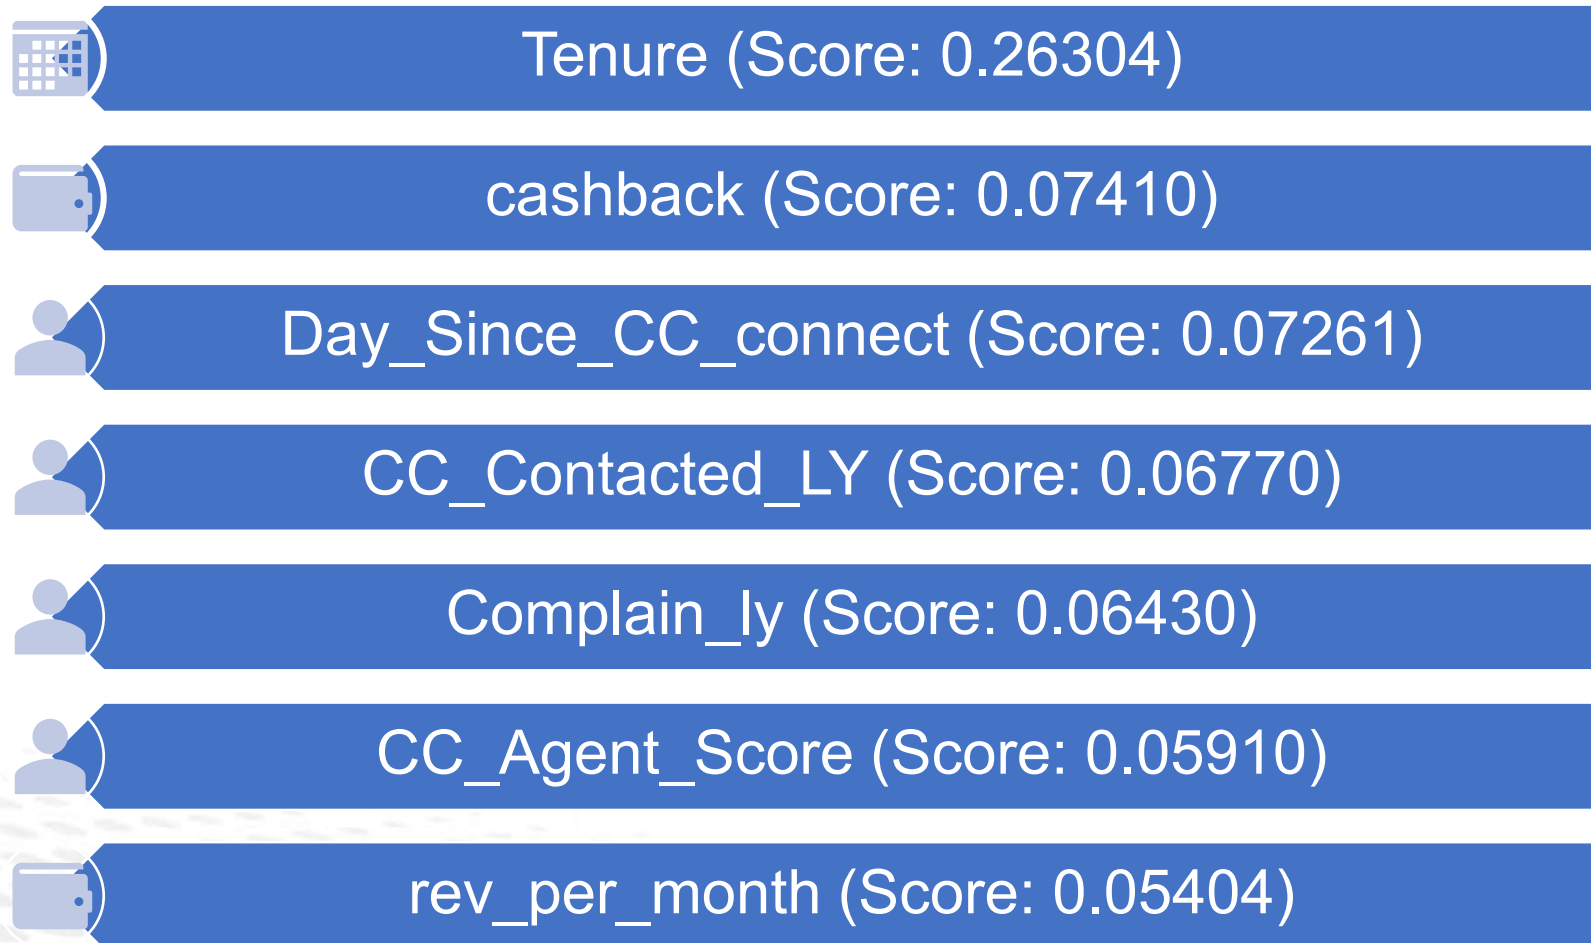 Tenure (Score: 0.26304)
cashback (Score: 0.07410)
Day_Since_CC_connect (Score: 0.07261)
CC_Contacted_LY (Score: 0.06770)
Complain_ly (Score: 0.06430)
CC_Agent_Score (Score: 0.05910)
rev_per_month (Score: 0.05404)